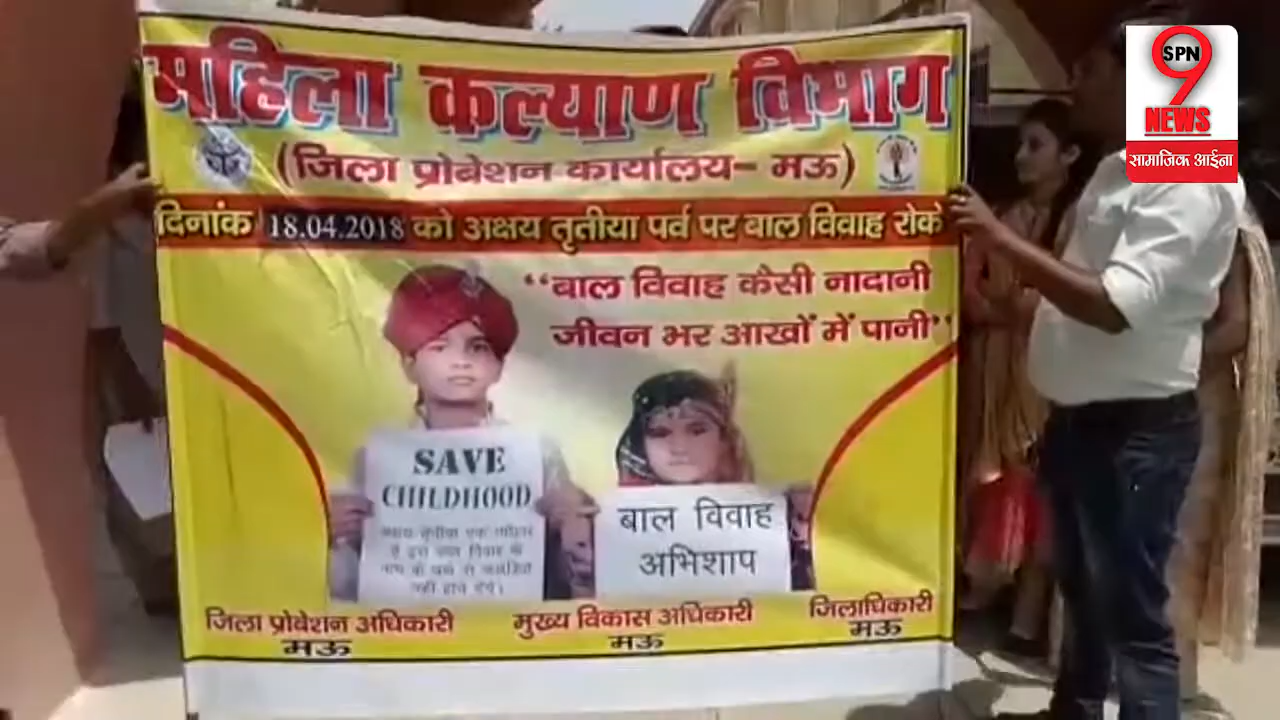 महिला कल्याण विभाग
(जिला प्रोबेशन कार्यालय- मऊ)
दिनांक 18.04.2018 को अक्षय तृतीया पर्व पर बाल विवाह रोके
“बाल विवाह कैसी नादानी
जीवन भर आखों में पानी”
SAVE
CHILDHOOD
बाल विवाह
अभिशाप
जिला प्रोबेशन अधिकारी
मऊ
मुख्य विकास अधिकारी
मऊ
जिलाधिकारी
मऊ
SPN
9
NEWS
सामाजिक आईना